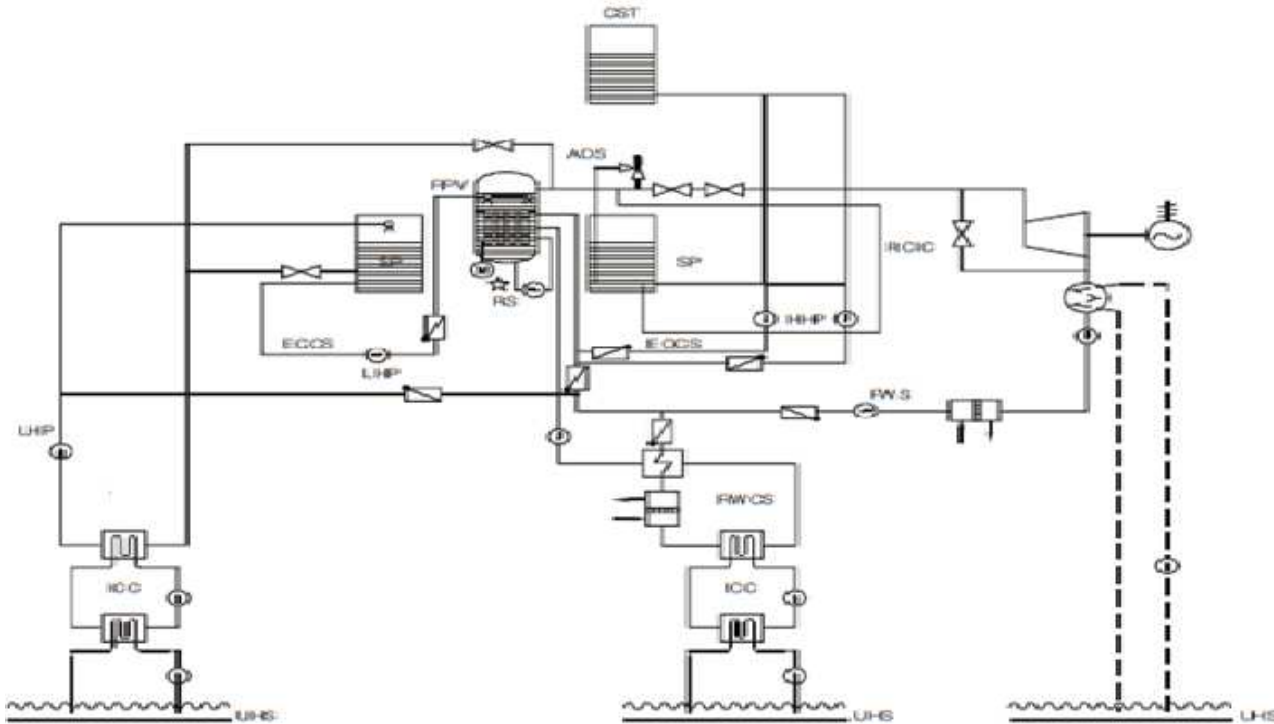 CST
ADS
RPV
SP
SP
RCIC
RS
HHP
ECCS
ECCS
LHP
FWS
LHP
RWCS
ICC
ICC
UHS
UHS
UHS